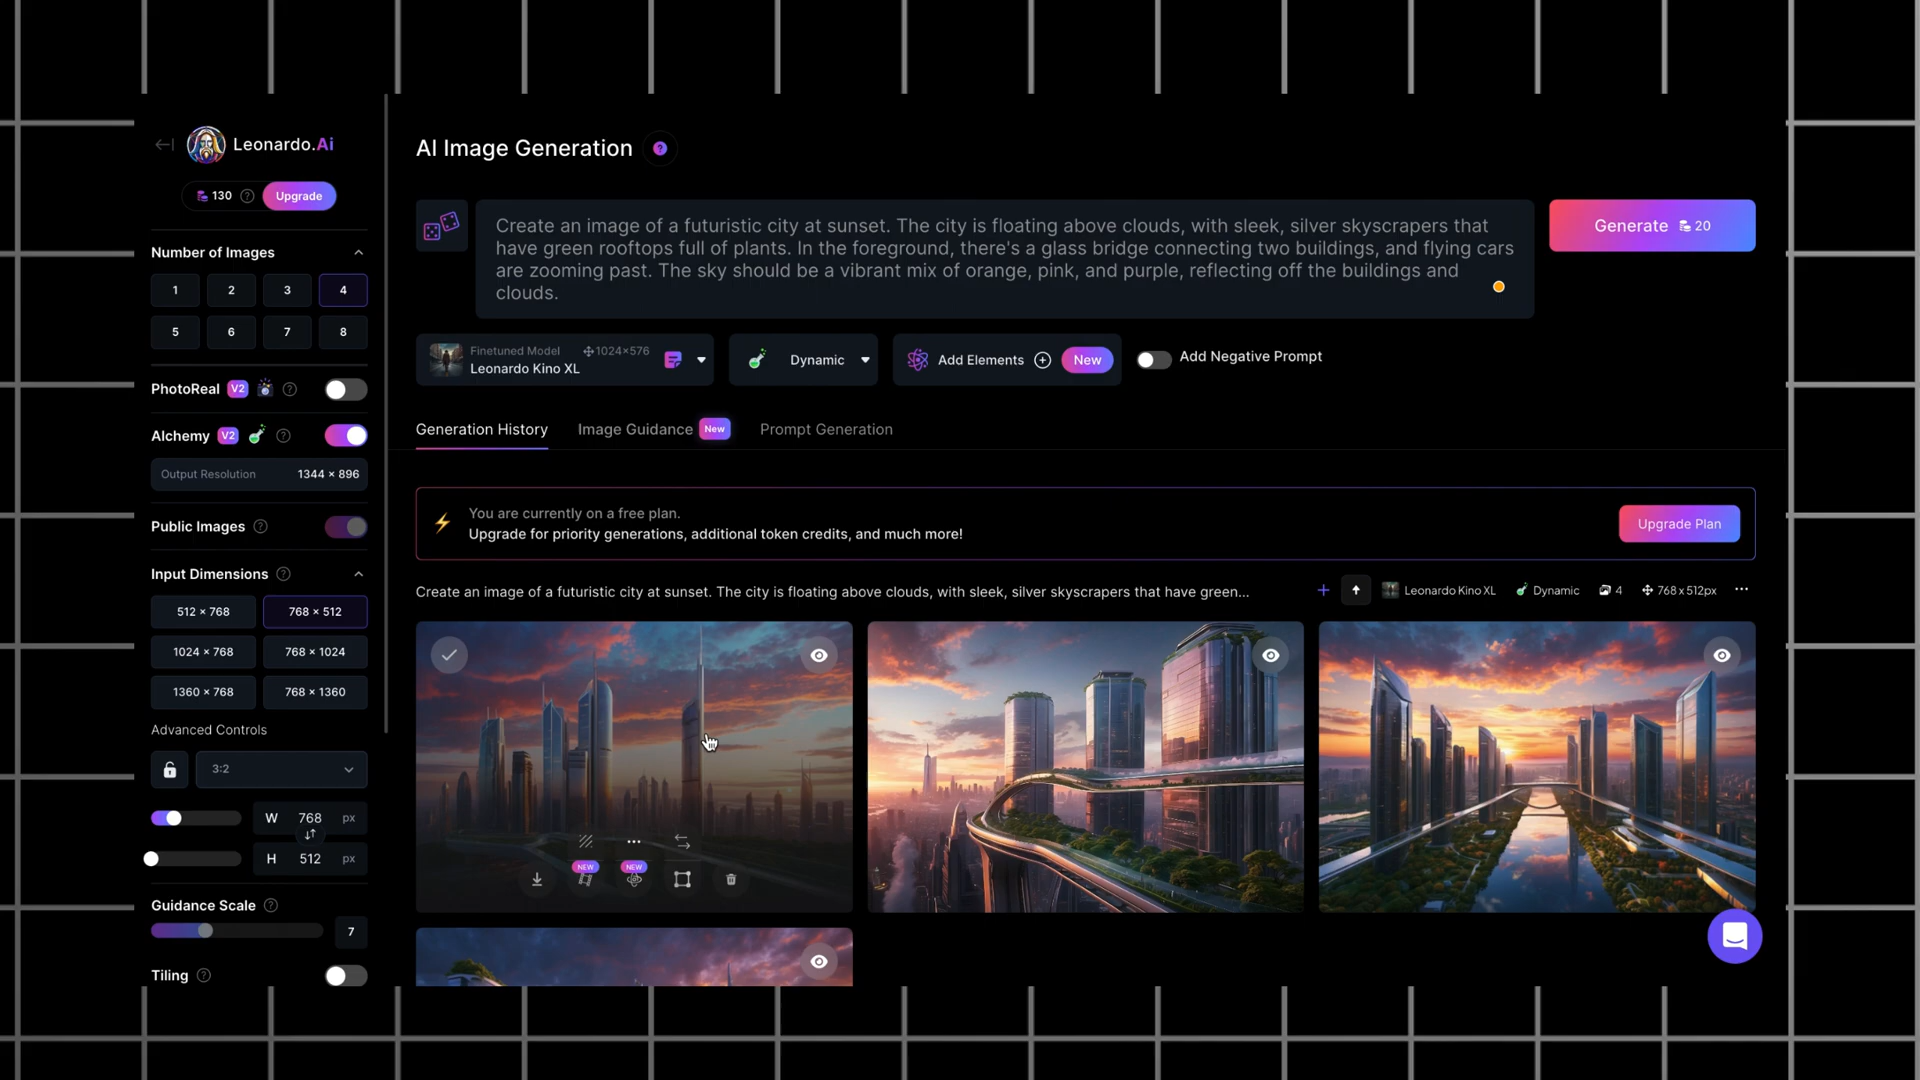 Leonardo.Ai
130 ? Upgrade
Number of Images
1 2 3 4
5 6 7 8
PhotoReal V2 ?
Alchemy V2 ?
Output Resolution 1344 × 896
Public Images ?
Input Dimensions ?
512 × 768 768 × 512
1024 × 768 768 × 1024
1360 × 768 768 × 1360
Advanced Controls
3:2
W 768 px
H 512 px
Guidance Scale ?
7
Tiling ?
AI Image Generation ?
Create an image of a futuristic city at sunset. The city is floating above clouds, with sleek, silver skyscrapers that
have green rooftops full of plants. In the foreground, there's a glass bridge connecting two buildings, and flying cars
are zooming past. The sky should be a vibrant mix of orange, pink, and purple, reflecting off the buildings and
clouds.
Generate 20
Finetuned Model 1024×576
Leonardo Kino XL
Dynamic
Add Elements New
Add Negative Prompt
Generation History Image Guidance New Prompt Generation
You are currently on a free plan.
Upgrade for priority generations, additional token credits, and much more!
Upgrade Plan
Create an image of a futuristic city at sunset. The city is floating above clouds, with sleek, silver skyscrapers that have green...
Leonardo Kino XL Dynamic 4 768 x 512px
NEW NEW